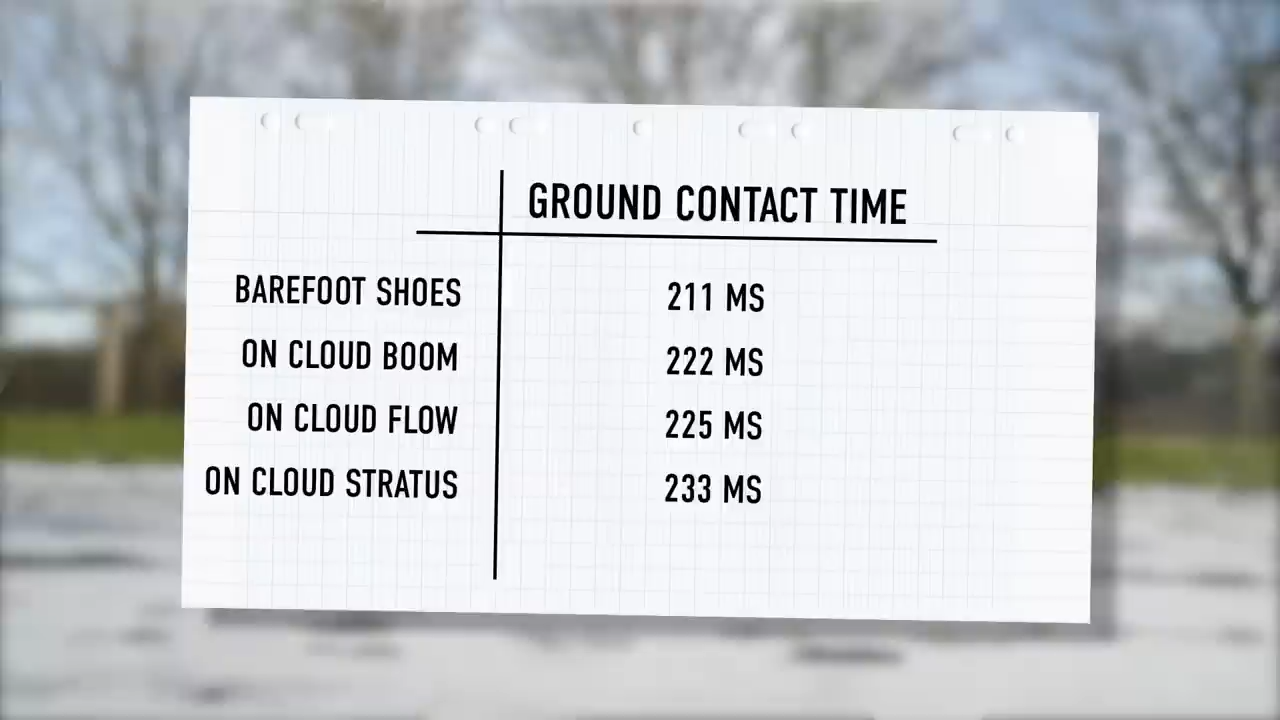 GROUND CONTACT TIME
BAREFOOT SHOES 211 MS
ON CLOUD BOOM 222 MS
ON CLOUD FLOW 225 MS
ON CLOUD STRATUS 233 MS